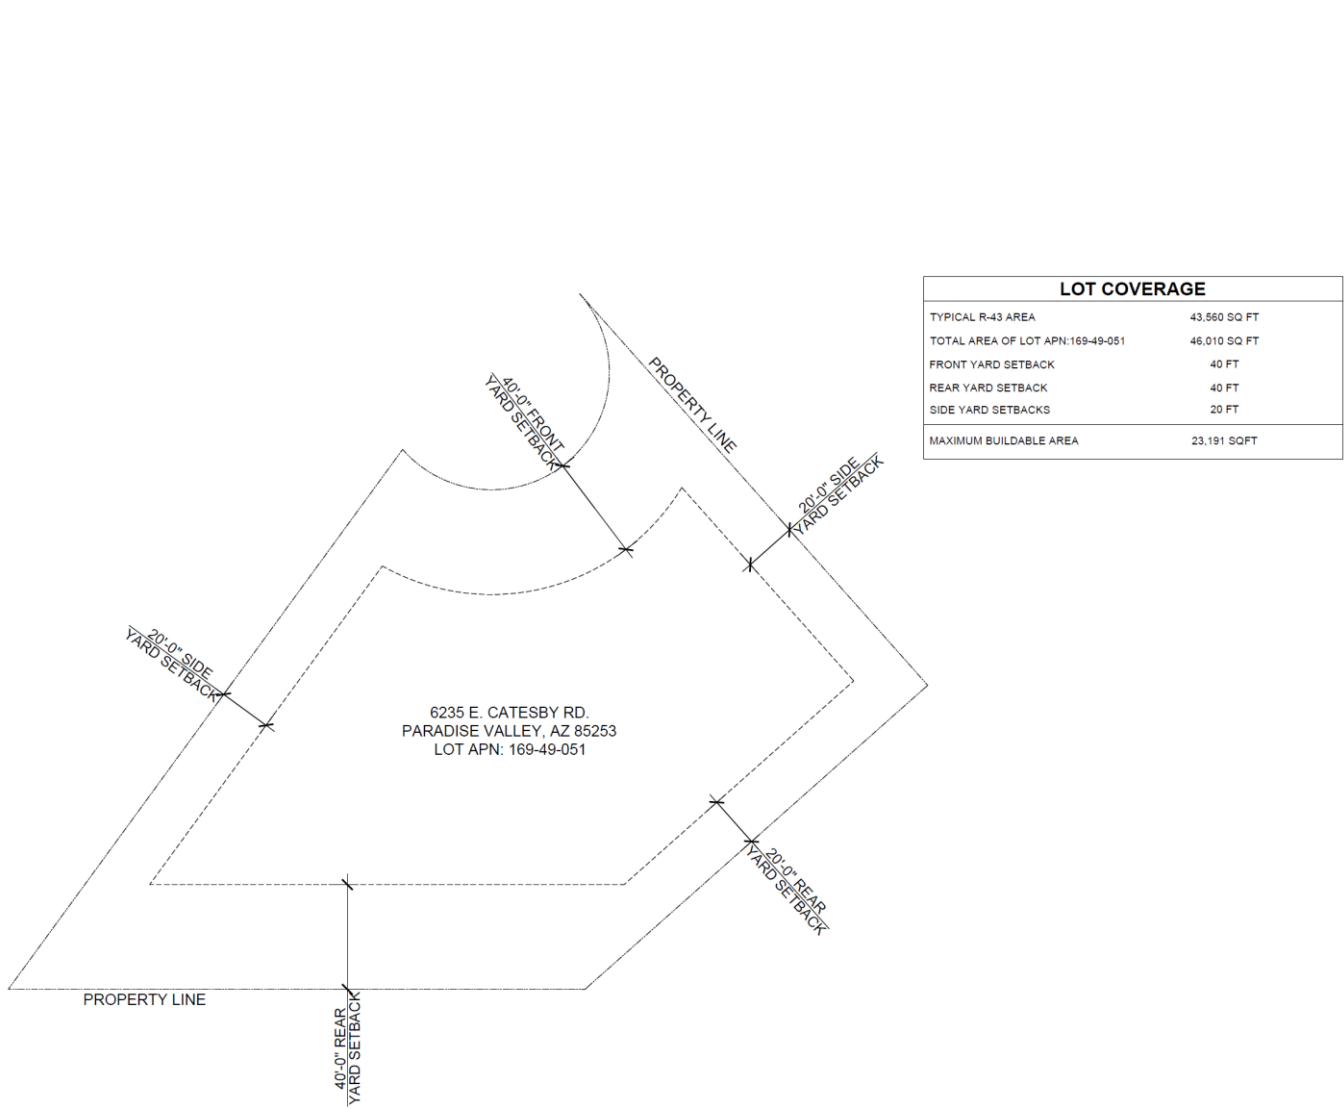 LOT COVERAGE
TYPICAL R-43 AREA 43,560 SQ FT
TOTAL AREA OF LOT APN:169-49-051 46,010 SQ FT
FRONT YARD SETBACK 40 FT
REAR YARD SETBACK 40 FT
SIDE YARD SETBACKS 20 FT
MAXIMUM BUILDABLE AREA 23,191 SQFT
PROPERTY LINE
40'-0" FRONT
YARD SETBACK
20'-0" SIDE
YARD SETBACK
20'-0" SIDE
YARD SETBACK
6235 E. CATESBY RD.
PARADISE VALLEY, AZ 85253
LOT APN: 169-49-051
20'-0" REAR
YARD SETBACK
PROPERTY LINE
40'-0" REAR
YARD SETBACK